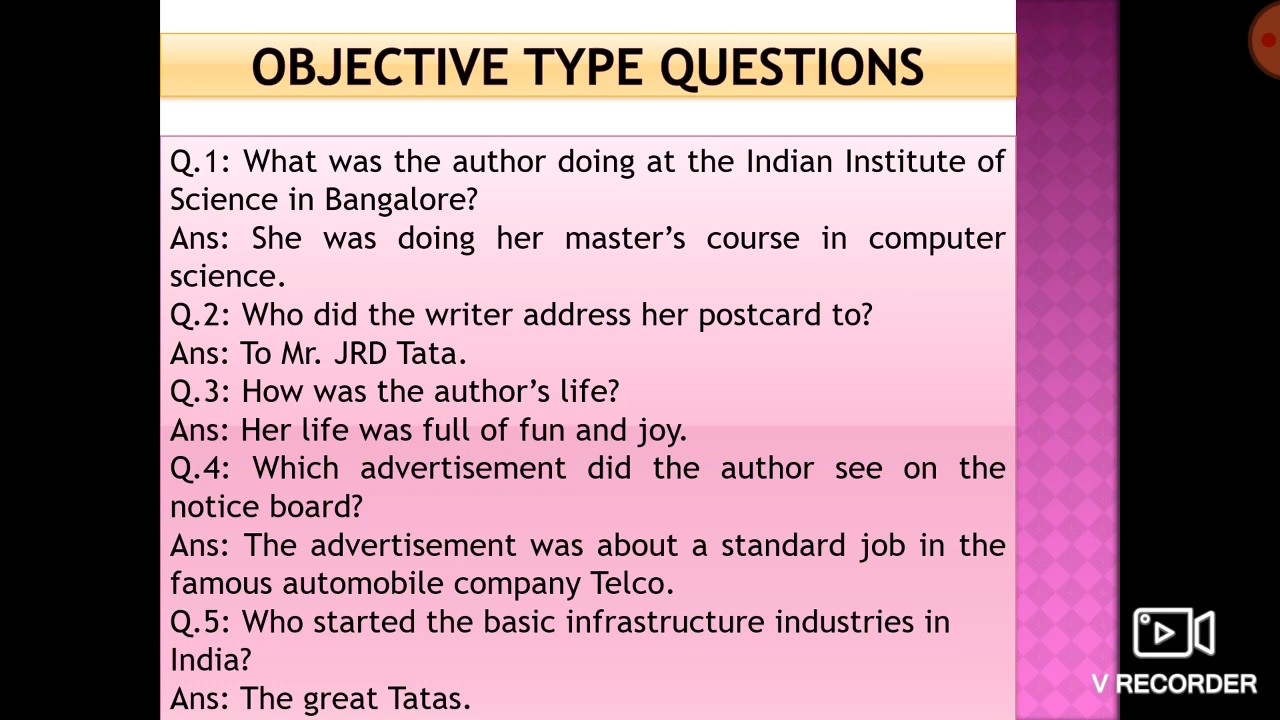 OBJECTIVE TYPE QUESTIONS
Q.1: What was the author doing at the Indian Institute of
Science in Bangalore?
Ans: She was doing her master’s course in computer
science.
Q.2: Who did the writer address her postcard to?
Ans: To Mr. JRD Tata.
Q.3: How was the author’s life?
Ans: Her life was full of fun and joy.
Q.4: Which advertisement did the author see on the
notice board?
Ans: The advertisement was about a standard job in the
famous automobile company Telco.
Q.5: Who started the basic infrastructure industries in
India?
Ans: The great Tatas.
V RECORDER